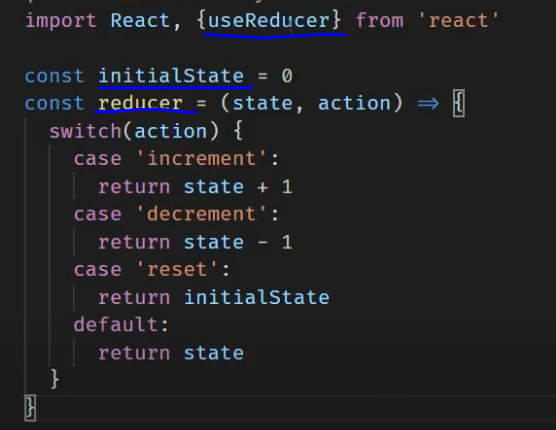 import React, {useReducer} from 'react'
const initialState = 0
const reducer = (state, action) ⇒ {
switch(action) {
case 'increment':
return state + 1
case 'decrement':
return state - 1
case 'reset':
return initialState
default:
return state
}
}